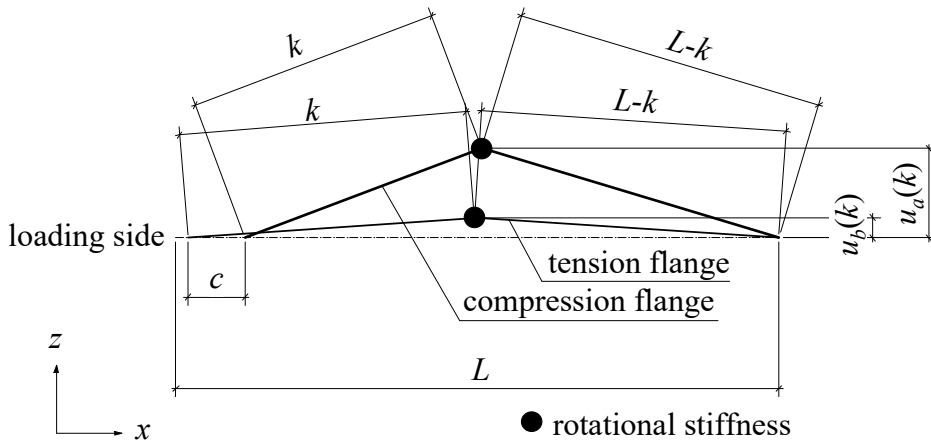 k
L-k
k
L-k
u_a(k)
u_b(k)
loading side
tension flange
c
compression flange
z
L
x
rotational stiffness